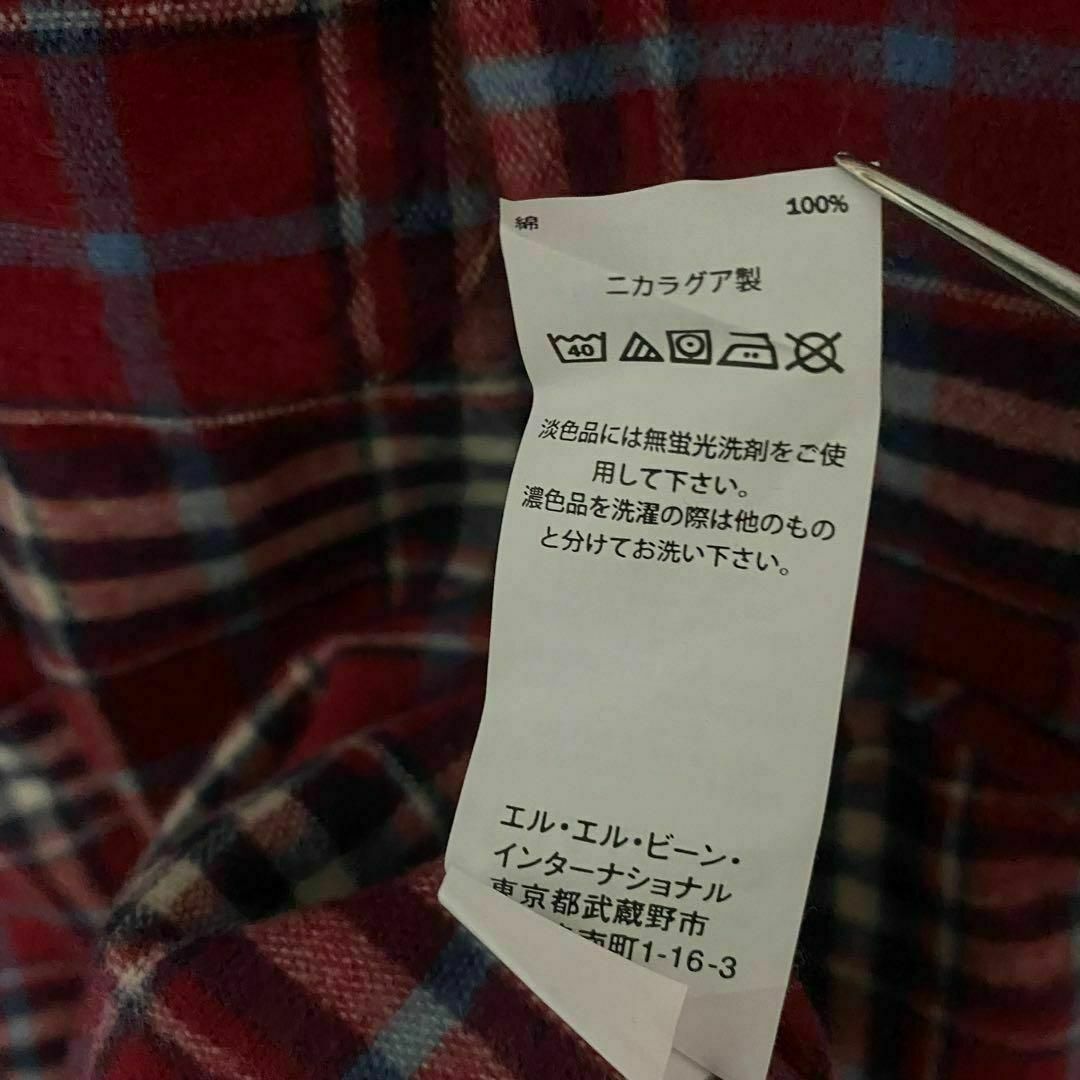 綿 100%
ニカラグア製
40
淡色品には無蛍光洗剤をご使
用して下さい。
濃色品を洗濯の際は他のもの
と分けてお洗い下さい。
エル・エル・ビーン・
インターナショナル
東京都武蔵野市
町1-16-3